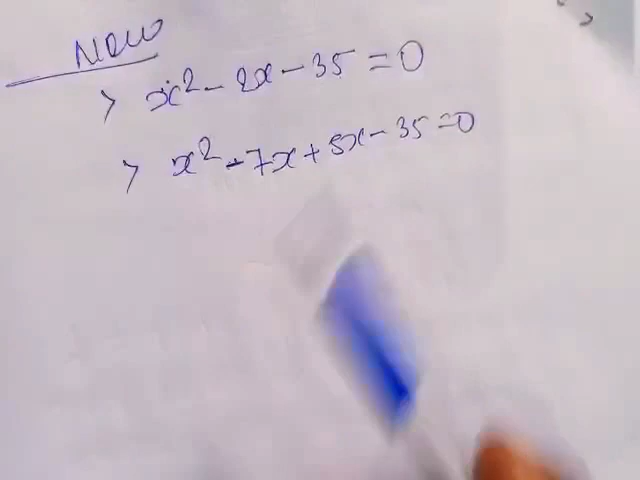 Now
> x² - 2x - 35 = 0
> x² - 7x + 5x - 35 = 0